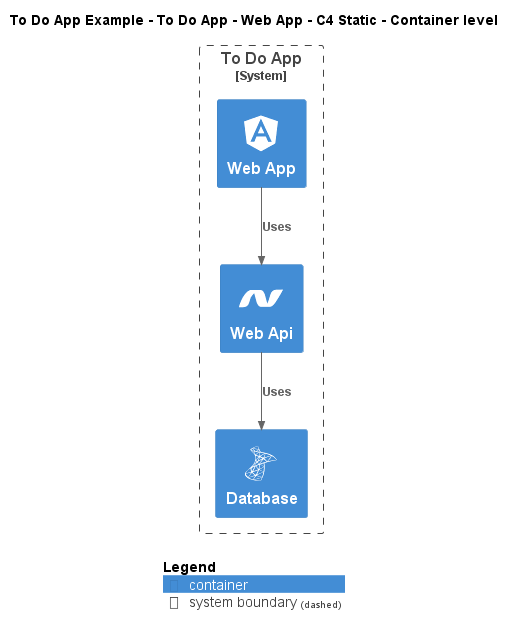 To Do App Example - To Do App - Web App - C4 Static - Container level
To Do App
[System]
Web App
Uses
Web Api
Uses
Database
Legend
container
system boundary (dashed)